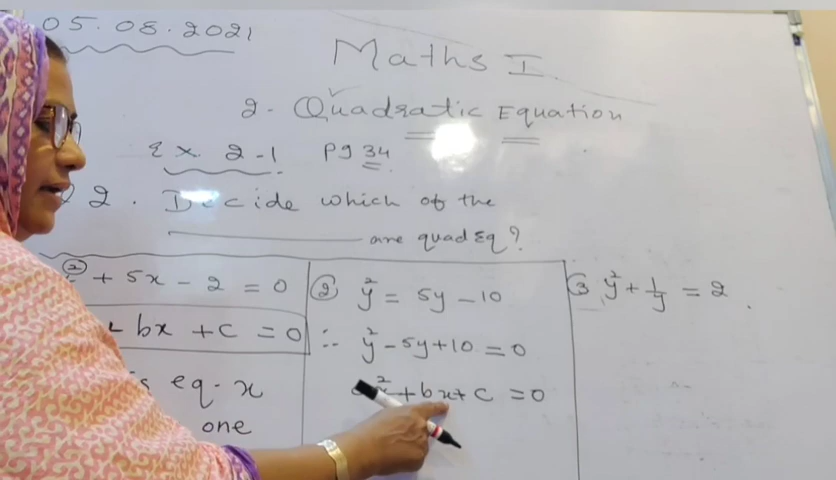 05.08.2021
Maths I
2- Quadratic Equation
Ex. 2-1 Pg 34
2. Decide which of the
are quad Eq?
+ 5x - 2 = 0
bx + c = 0
eq. x
one
② y² = 5y - 10
∴ y² - 5y + 10 = 0
+ bx + c = 0
③ y² + 1/y = 2